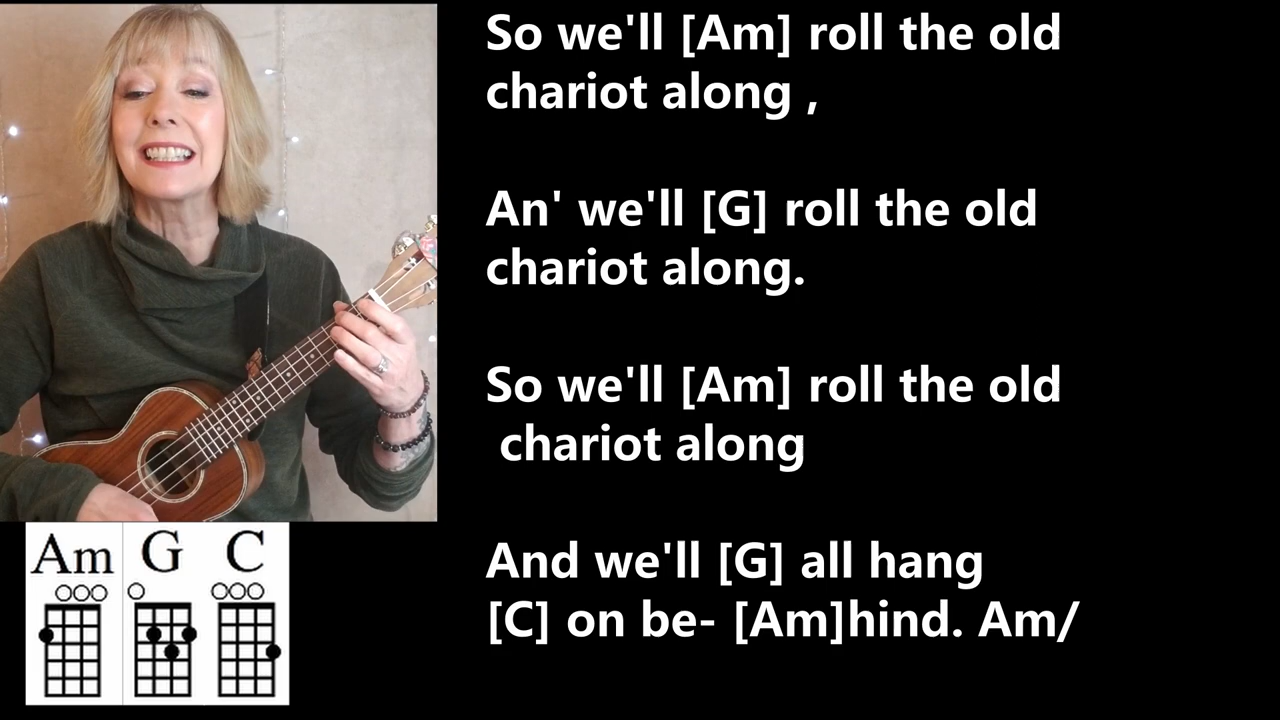 So we'll [Am] roll the old
chariot along ,
An' we'll [G] roll the old
chariot along.
So we'll [Am] roll the old
chariot along
And we'll [G] all hang
[C] on be- [Am]hind. Am/
Am G C